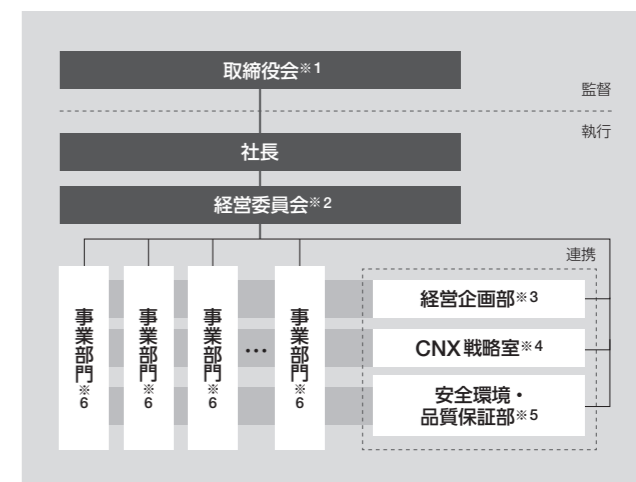 取締役会※1
監督
執行
社長
経営委員会※2
連携
事業部門※6
事業部門※6
事業部門※6
…
事業部門※6
経営企画部※3
CNX戦略室※4
安全環境・
品質保証部※5